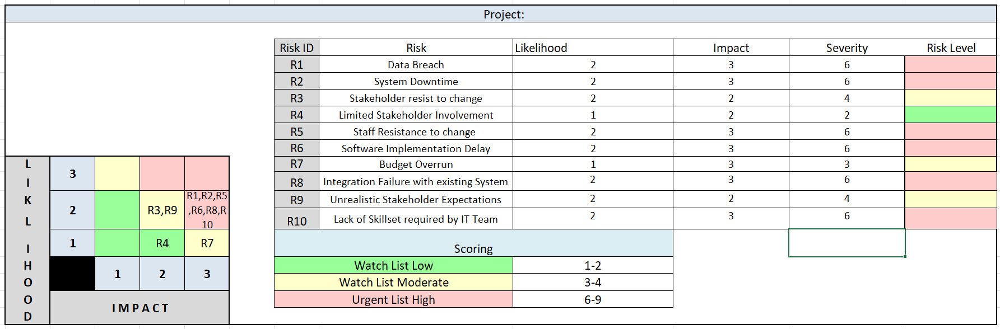 Project:
Risk ID Risk Likelihood Impact Severity Risk Level
R1 Data Breach 2 3 6
R2 System Downtime 2 3 6
R3 Stakeholder resist to change 2 2 4
R4 Limited Stakeholder Involvement 1 2 2
R5 Staff Resistance to change 2 3 6
R6 Software Implementation Delay 2 3 6
R7 Budget Overrun 1 3 3
R8 Integration Failure with existing System 2 3 6
R9 Unrealistic Stakeholder Expectations 2 2 4
R10 Lack of Skillset required by IT Team 2 3 6
Scoring
Watch List Low 1-2
Watch List Moderate 3-4
Urgent List High 6-9
L
I
K
L
I
H
O
O
D
3
2 R3,R9 R1,R2,R5
,R6,R8,R
10
1 R4 R7
1 2 3
IMPACT